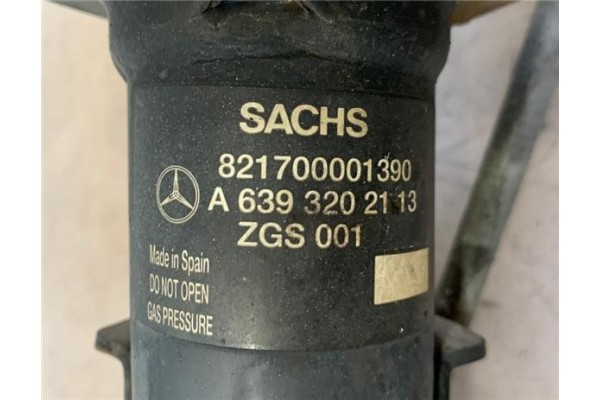 SACHS
821700001390
A 639 320 21 13
ZGS 001
Made in Spain
DO NOT OPEN
GAS PRESSURE